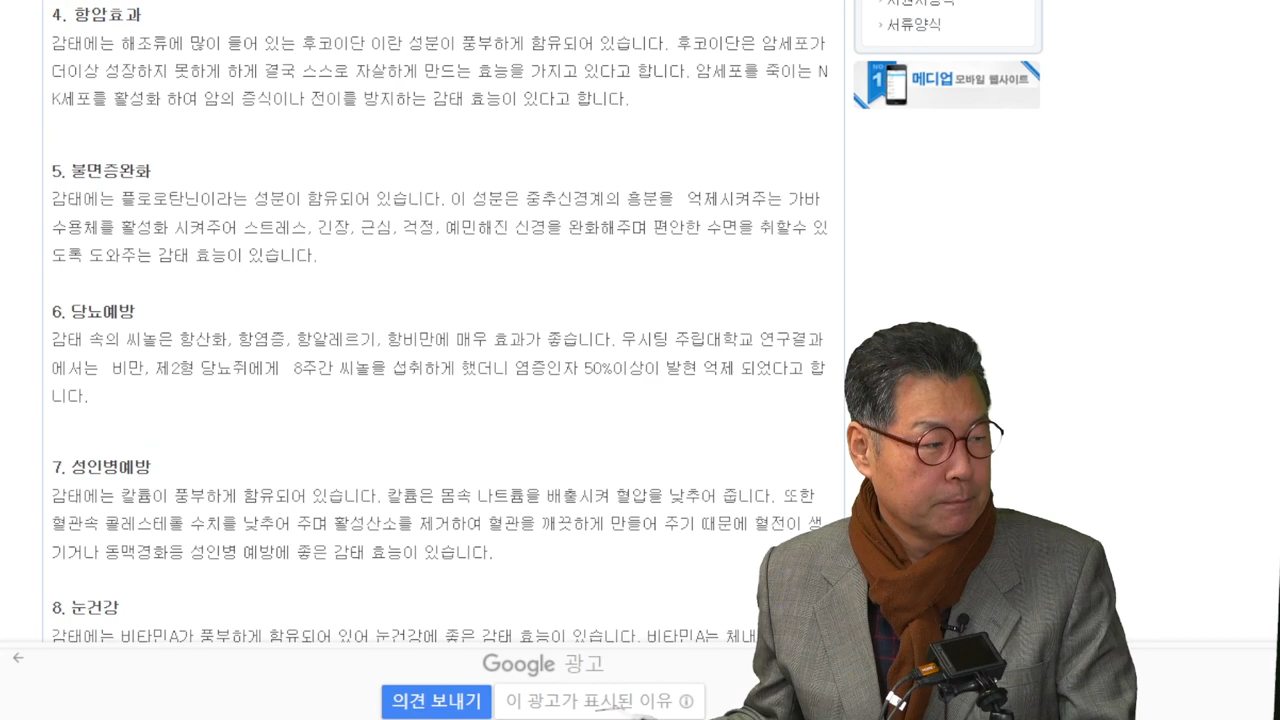 4. 항암효과
감태에는 해조류에 많이 들어 있는 후코이단 이란 성분이 풍부하게 함유되어 있습니다. 후코이단은 암세포가
더이상 성장하지 못하게 하게 결국 스스로 자살하게 만드는 효능을 가지고 있다고 합니다. 암세포를 죽이는 N
K세포를 활성화 하여 암의 증식이나 전이를 방지하는 감태 효능이 있다고 합니다.
서류양식
NO 1 메디업 모바일 웹사이트
5. 불면증완화
감태에는 플로로탄닌이라는 성분이 함유되어 있습니다. 이 성분은 중추신경계의 흥분을 억제시켜주는 가바
수용체를 활성화 시켜주어 스트레스, 긴장, 근심, 걱정, 예민해진 신경을 완화해주며 편안한 수면을 취할수 있
도록 도와주는 감태 효능이 있습니다.
6. 당뇨예방
감태 속의 씨놀은 항산화, 항염증, 항알레르기, 항비만에 매우 효과가 좋습니다. 우시팅 주립대학교 연구결과
에서는 비만, 제2형 당뇨쥐에게 8주간 씨놀을 섭취하게 했더니 염증인자 50%이상이 발현 억제 되었다고 합
니다.
7. 성인병예방
감태에는 칼륨이 풍부하게 함유되어 있습니다. 칼륨은 몸속 나트륨을 배출시켜 혈압을 낮추어 줍니다. 또한
혈관속 콜레스테롤 수치를 낮추어 주며 활성산소를 제거하여 혈관을 깨끗하게 만들어 주기 때문에 혈전이 생
기거나 동맥경화등 성인병 예방에 좋은 감태 효능이 있습니다.
8. 눈건강
감태에는 비타민A가 풍부하게 함유되어 있어 눈건강에 좋은 감태 효능이 있습니다. 비타민A는 체내
Google 광고
의견 보내기 이 광고가 표시된 이유